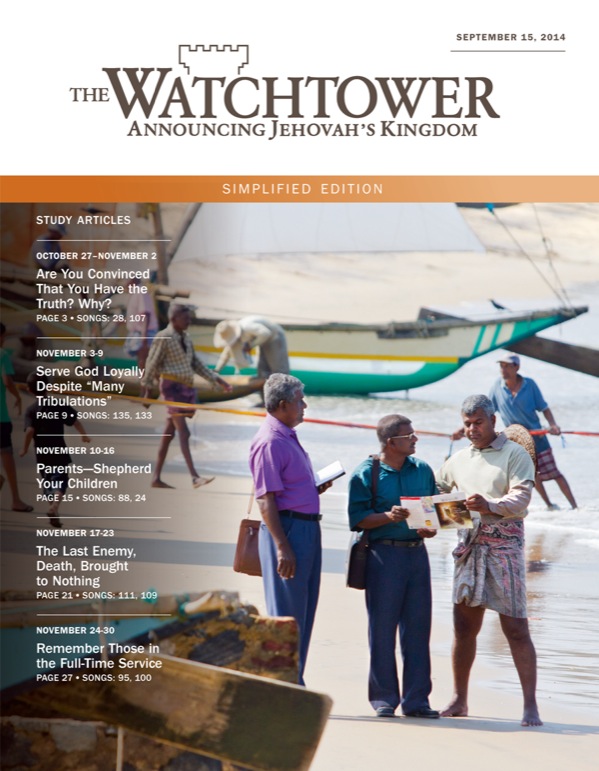 SEPTEMBER 15, 2014
THE WATCHTOWER
ANNOUNCING JEHOVAH'S KINGDOM
SIMPLIFIED EDITION
STUDY ARTICLES
OCTOBER 27–NOVEMBER 2
Are You Convinced
That You Have the
Truth? Why?
PAGE 3 • SONGS: 28, 107
NOVEMBER 3-9
Serve God Loyally
Despite “Many
Tribulations”
PAGE 9 • SONGS: 135, 133
NOVEMBER 10-16
Parents—Shepherd
Your Children
PAGE 15 • SONGS: 88, 24
NOVEMBER 17-23
The Last Enemy,
Death, Brought
to Nothing
PAGE 21 • SONGS: 111, 109
NOVEMBER 24-30
Remember Those in
the Full-Time Service
PAGE 27 • SONGS: 95, 100